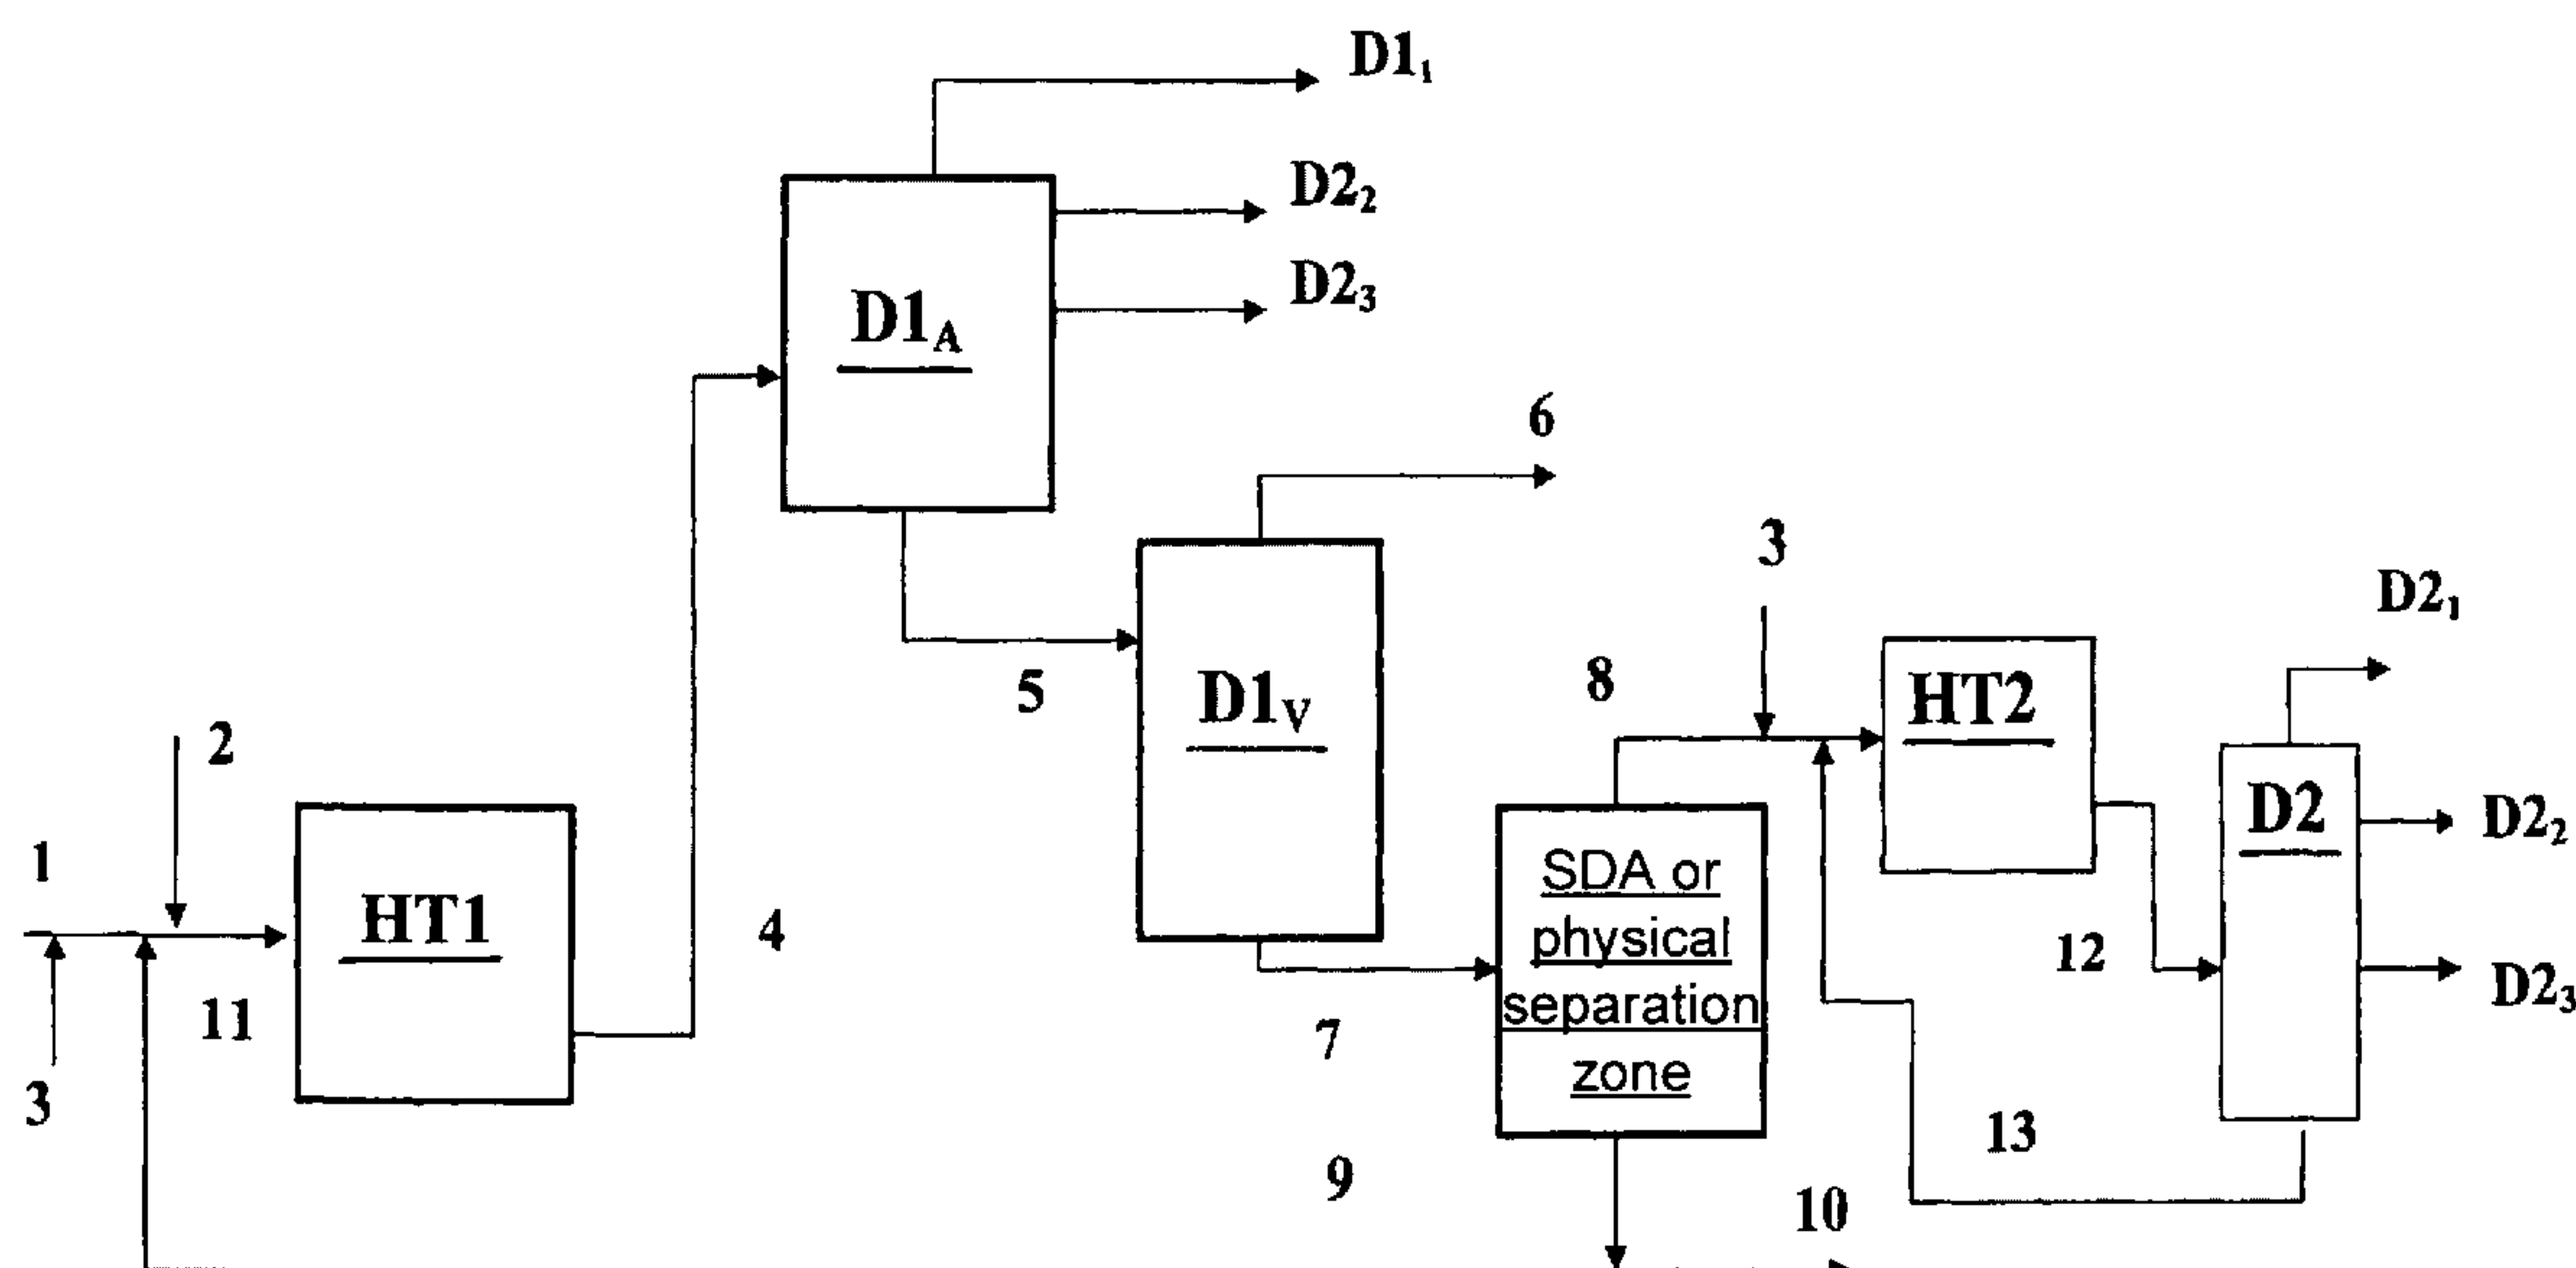 D1₁
D2₂
D2₃
D1A
6
3
D2₁
5
8
D1V
HT2
2
D2
D2₂
1
SDA or
physical
separation
zone
HT1
4
12
D2₃
11
7
3
13
9
10